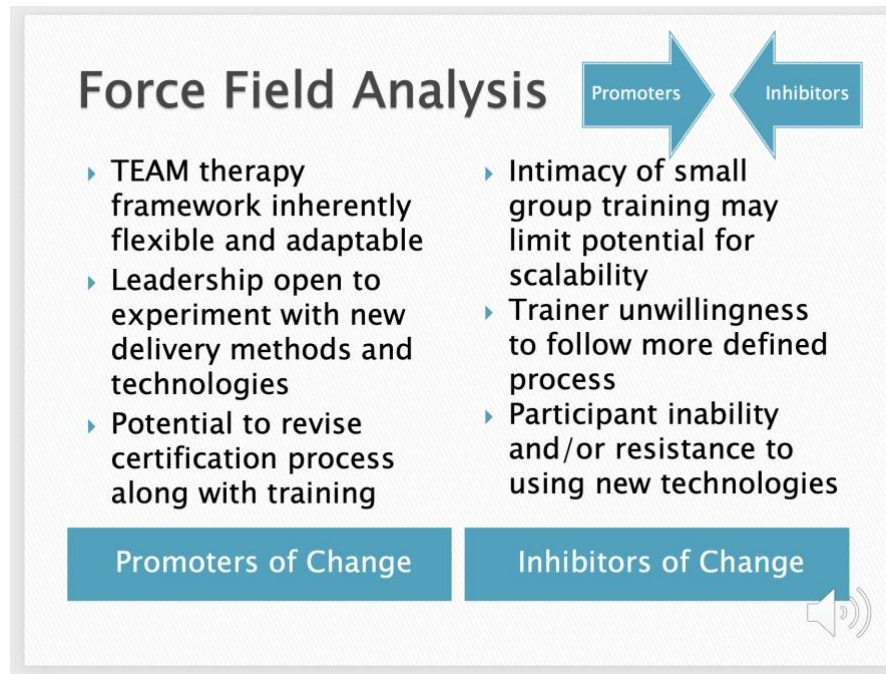 Force Field Analysis
Promoters
Inhibitors
TEAM therapy
framework inherently
flexible and adaptable
Leadership open to
experiment with new
delivery methods and
technologies
Potential to revise
certification process
along with training
Intimacy of small
group training may
limit potential for
scalability
Trainer unwillingness
to follow more defined
process
Participant inability
and/or resistance to
using new technologies
Promoters of Change
Inhibitors of Change